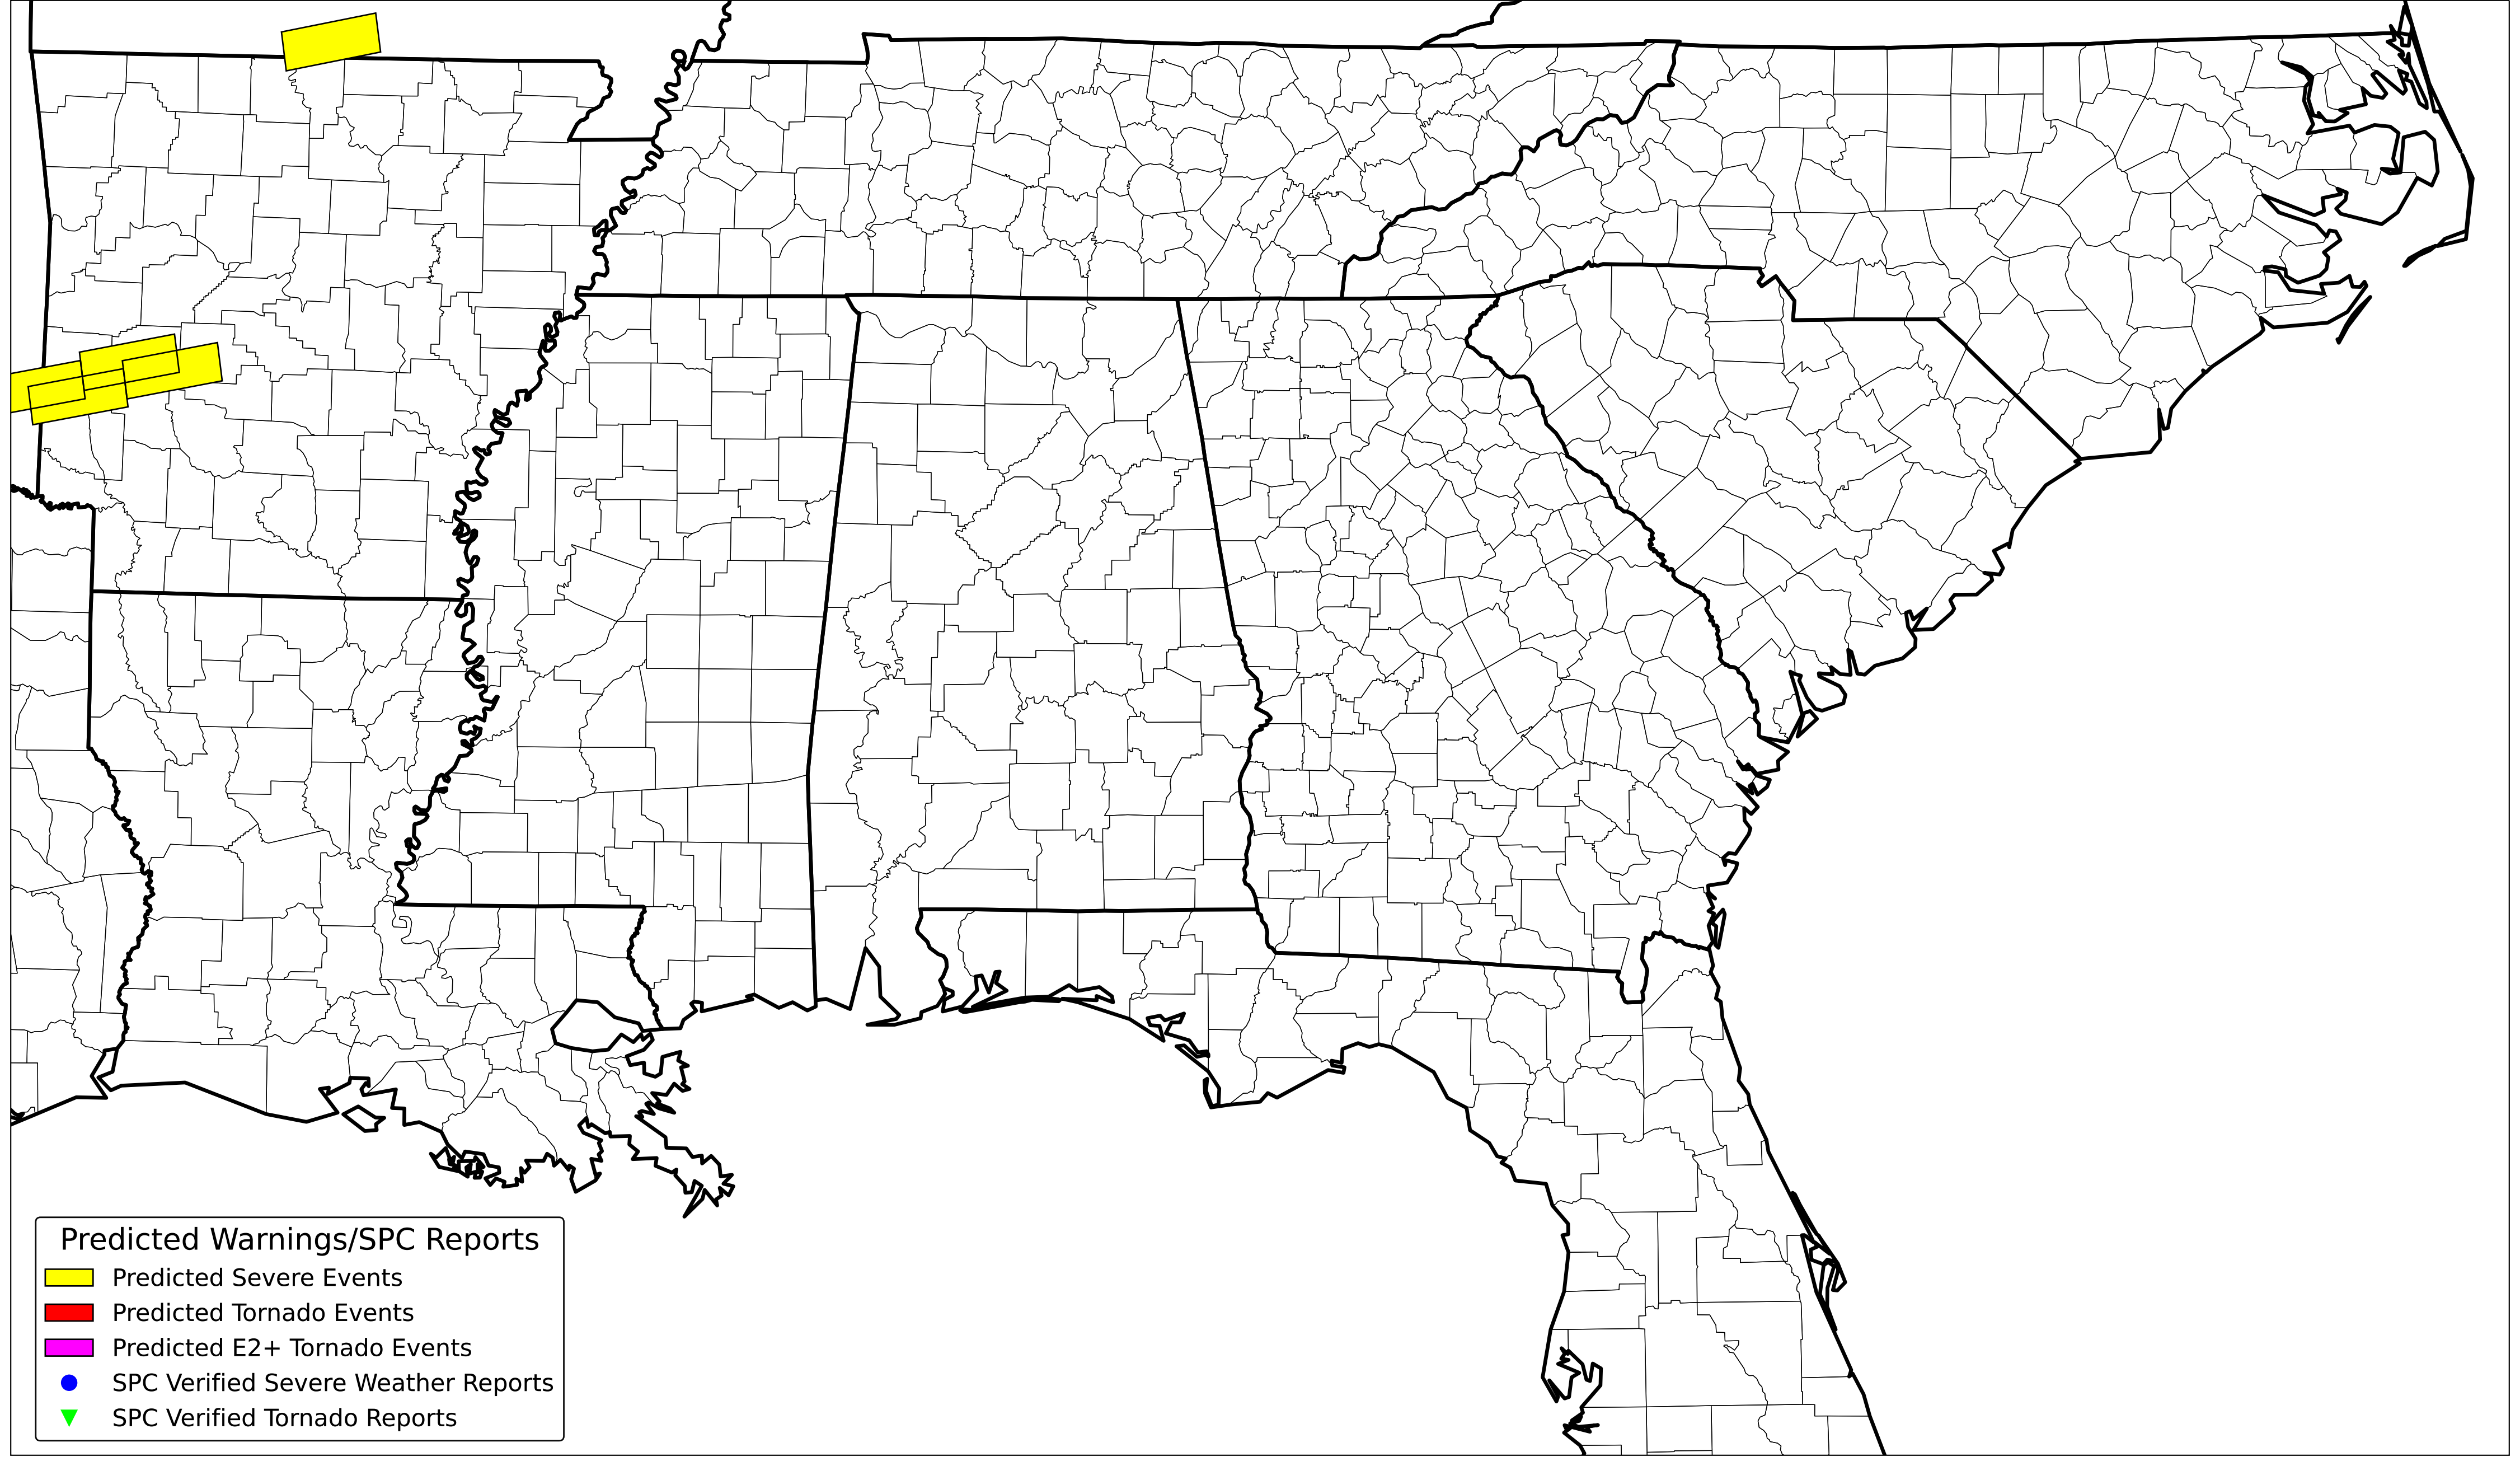 Predicted Warnings/SPC Reports
Predicted Severe Events
Predicted Tornado Events
Predicted E2+ Tornado Events
SPC Verified Severe Weather Reports
SPC Verified Tornado Reports